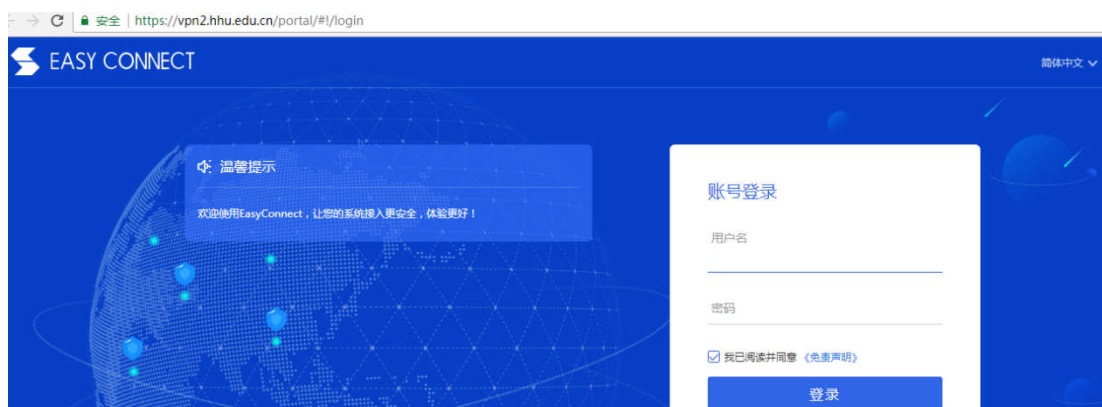 安全 | https://vpn2.hhu.edu.cn/portal/#!/login
EASY CONNECT
简体中文
温馨提示
欢迎使用EasyConnect，让您的系统接入更安全，体验更好！
账号登录
用户名
密码
我已阅读并同意 《免责声明》
登录